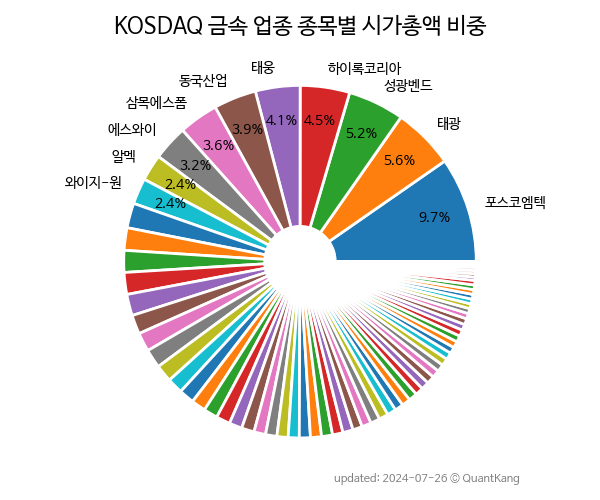 KOSDAQ 금속 업종 종목별 시가총액 비중
태웅
하이록코리아
동국산업
성광벤드
삼목에스폼
에스와이
태광
알멕
와이지-원
포스코엠텍
4.1%
4.5%
3.9%
5.2%
3.6%
5.6%
3.2%
2.4%
2.4%
9.7%
updated: 2024-07-26 © QuantKang